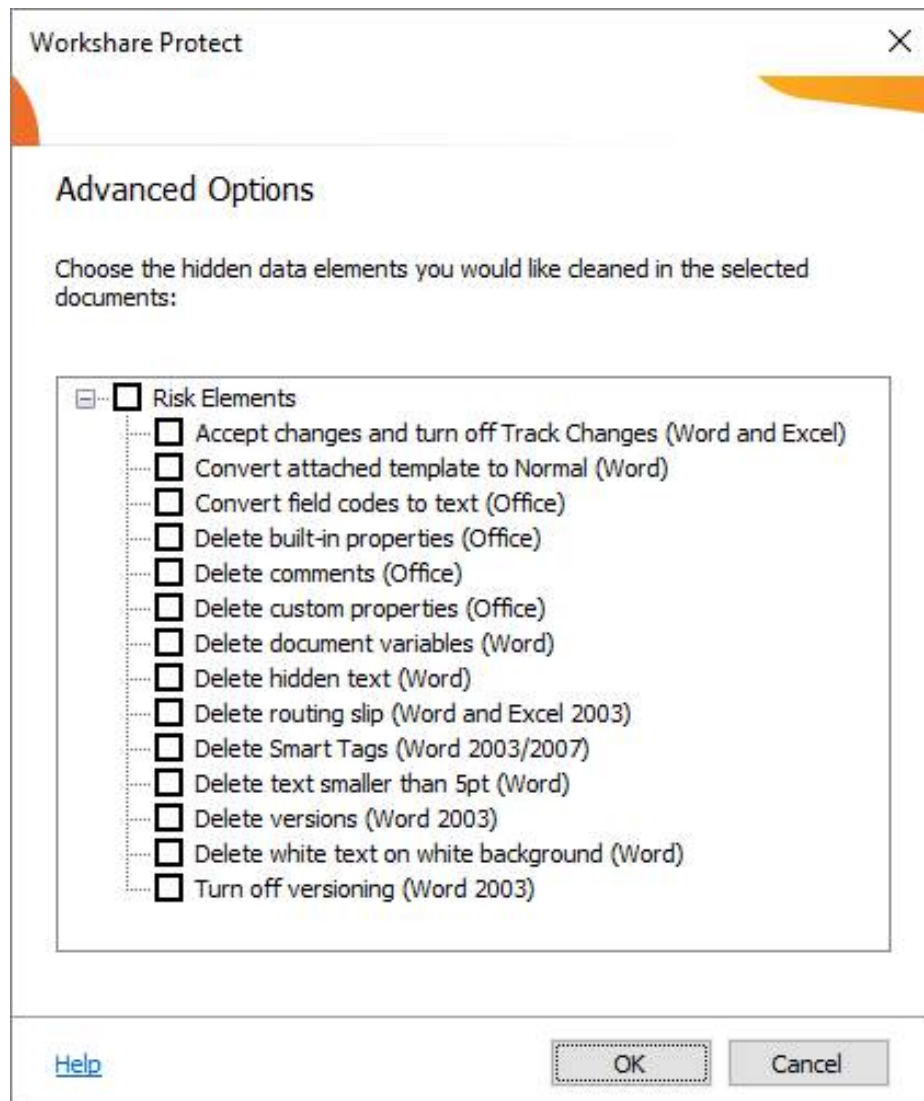 Workshare Protect
Advanced Options
Choose the hidden data elements you would like cleaned in the selected
documents:
Risk Elements
Accept changes and turn off Track Changes (Word and Excel)
Convert attached template to Normal (Word)
Convert field codes to text (Office)
Delete built-in properties (Office)
Delete comments (Office)
Delete custom properties (Office)
Delete document variables (Word)
Delete hidden text (Word)
Delete routing slip (Word and Excel 2003)
Delete Smart Tags (Word 2003/2007)
Delete text smaller than 5pt (Word)
Delete versions (Word 2003)
Delete white text on white background (Word)
Turn off versioning (Word 2003)
Help
OK
Cancel